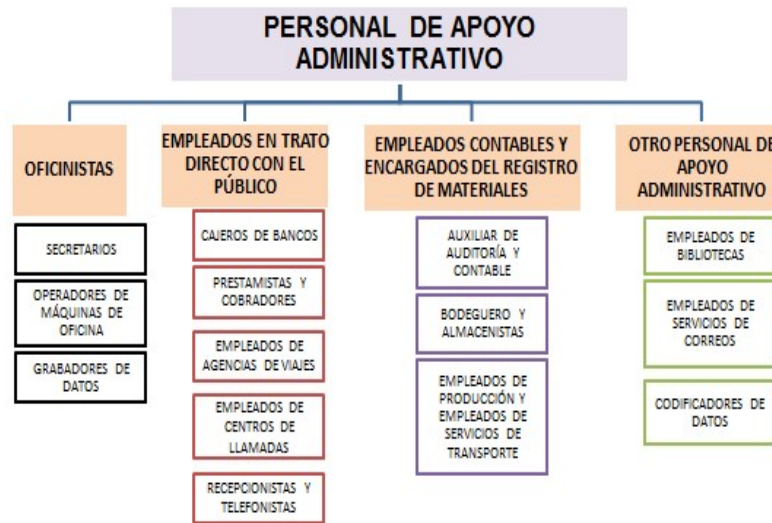 PERSONAL DE APOYO
ADMINISTRATIVO
OFICINISTAS
SECRETARIOS
OPERADORES DE
MÁQUINAS DE
OFICINA
GRABADORES DE
DATOS
EMPLEADOS EN TRATO
DIRECTO CON EL
PÚBLICO
CAJEROS DE BANCOS
PRESTAMISTAS Y
COBRADORES
EMPLEADOS DE
AGENCIAS DE VIAJES
EMPLEADOS DE
CENTROS DE
LLAMADAS
RECEPCIONISTAS Y
TELEFONISTAS
EMPLEADOS CONTABLES Y
ENCARGADOS DEL REGISTRO
DE MATERIALES
AUXILIAR DE
AUDITORÍA Y
CONTABLE
BODEGUERO Y
ALMACENISTAS
EMPLEADOS DE
PRODUCCIÓN Y
EMPLEADOS DE
SERVICIOS DE
TRANSPORTE
OTRO PERSONAL DE
APOYO
ADMINISTRATIVO
EMPLEADOS DE
BIBLIOTECAS
EMPLEADOS DE
SERVICIOS DE
CORREOS
CODIFICADORES DE
DATOS